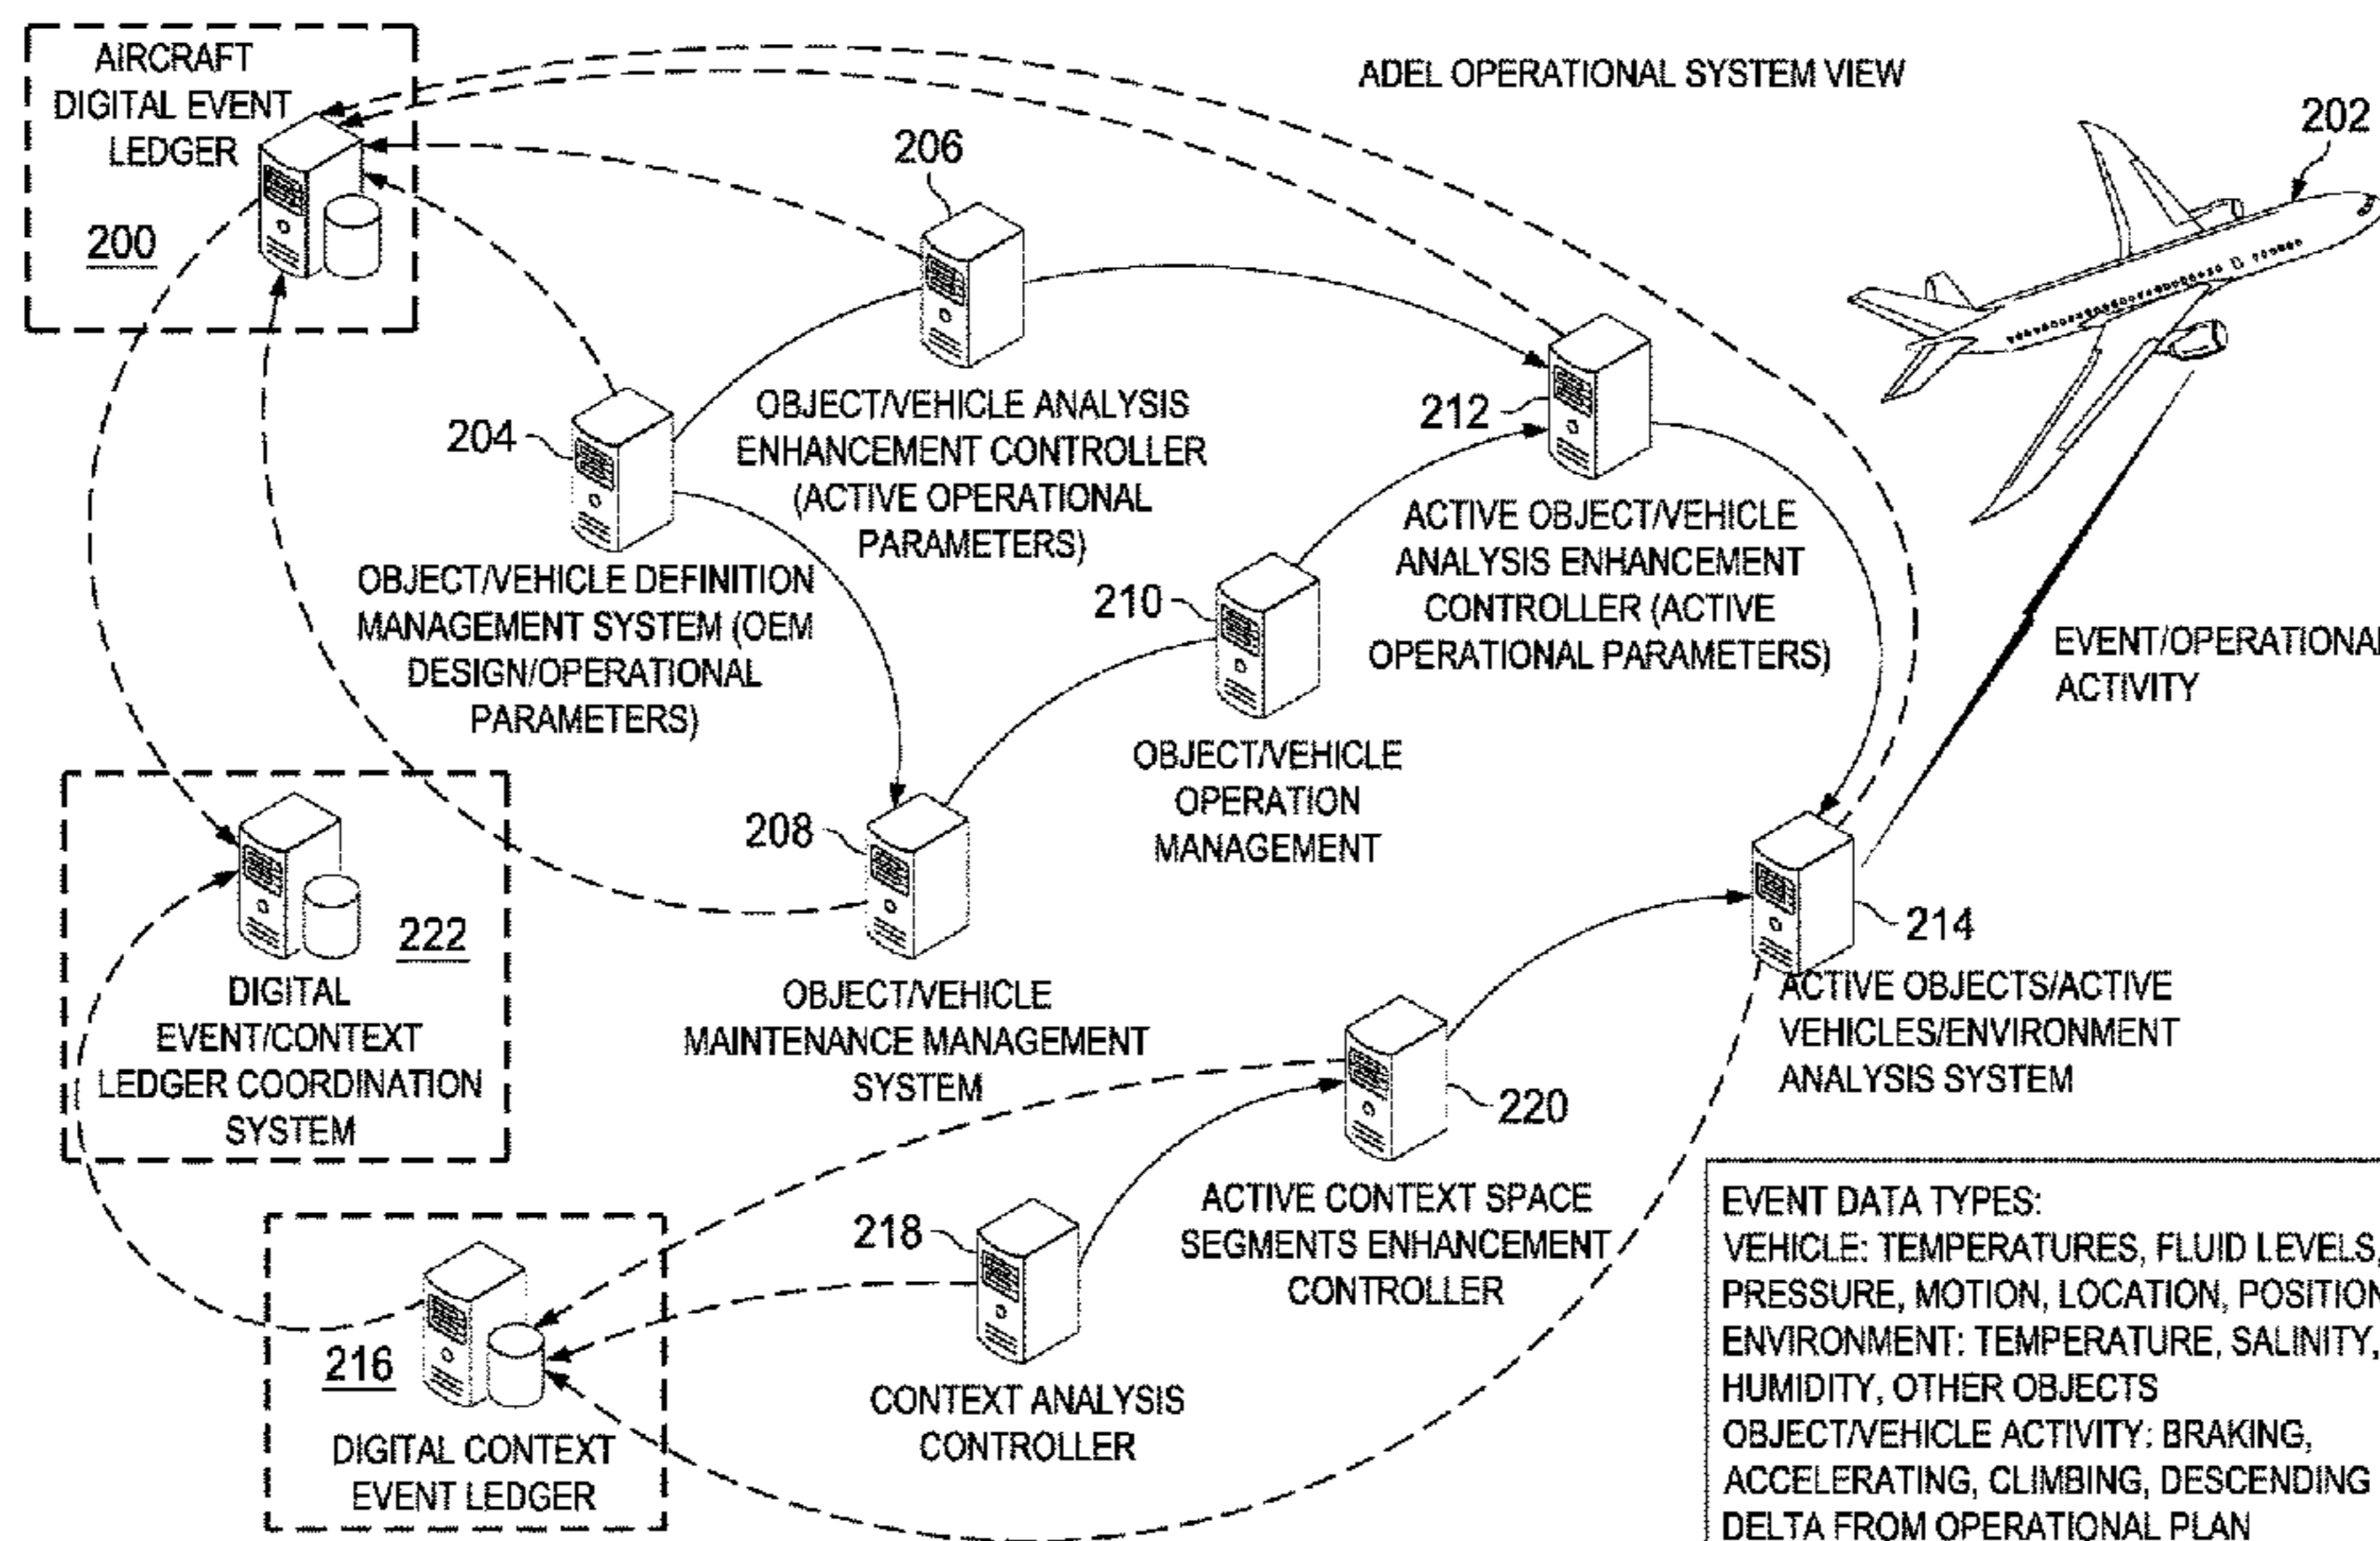 AIRCRAFT
DIGITAL EVENT
LEDGER
200
ADEL OPERATIONAL SYSTEM VIEW
202
206
OBJECT/VEHICLE ANALYSIS
ENHANCEMENT CONTROLLER
(ACTIVE OPERATIONAL
PARAMETERS)
204
OBJECT/VEHICLE DEFINITION
MANAGEMENT SYSTEM (OEM
DESIGN/OPERATIONAL
PARAMETERS)
212
ACTIVE OBJECT/VEHICLE
ANALYSIS ENHANCEMENT
CONTROLLER (ACTIVE
OPERATIONAL PARAMETERS)
210
OBJECT/VEHICLE
OPERATION
MANAGEMENT
EVENT/OPERATIONAL
ACTIVITY
208
OBJECT/VEHICLE
MAINTENANCE MANAGEMENT
SYSTEM
222
DIGITAL
EVENT/CONTEXT
LEDGER COORDINATION
SYSTEM
214
ACTIVE OBJECTS/ACTIVE
VEHICLES/ENVIRONMENT
ANALYSIS SYSTEM
220
ACTIVE CONTEXT SPACE
SEGMENTS ENHANCEMENT
CONTROLLER
218
CONTEXT ANALYSIS
CONTROLLER
216
DIGITAL CONTEXT
EVENT LEDGER
EVENT DATA TYPES:
VEHICLE: TEMPERATURES, FLUID LEVELS,
PRESSURE, MOTION, LOCATION, POSITION
ENVIRONMENT: TEMPERATURE, SALINITY,
HUMIDITY, OTHER OBJECTS
OBJECT/VEHICLE ACTIVITY: BRAKING,
ACCELERATING, CLIMBING, DESCENDING
DELTA FROM OPERATIONAL PLAN